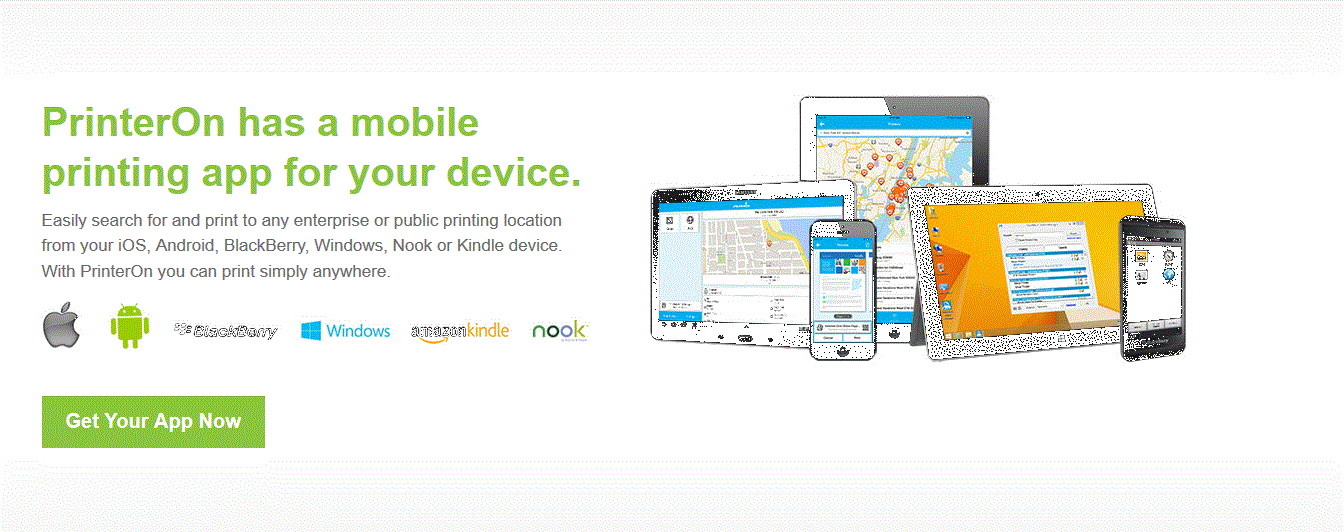 PrinterOn has a mobile
printing app for your device.
Easily search for and print to any enterprise or public printing location
from your iOS, Android, BlackBerry, Windows, Nook or Kindle device.
With PrinterOn you can print simply anywhere.
BlackBerry
Windows
amazonkindle
nook
Get Your App Now